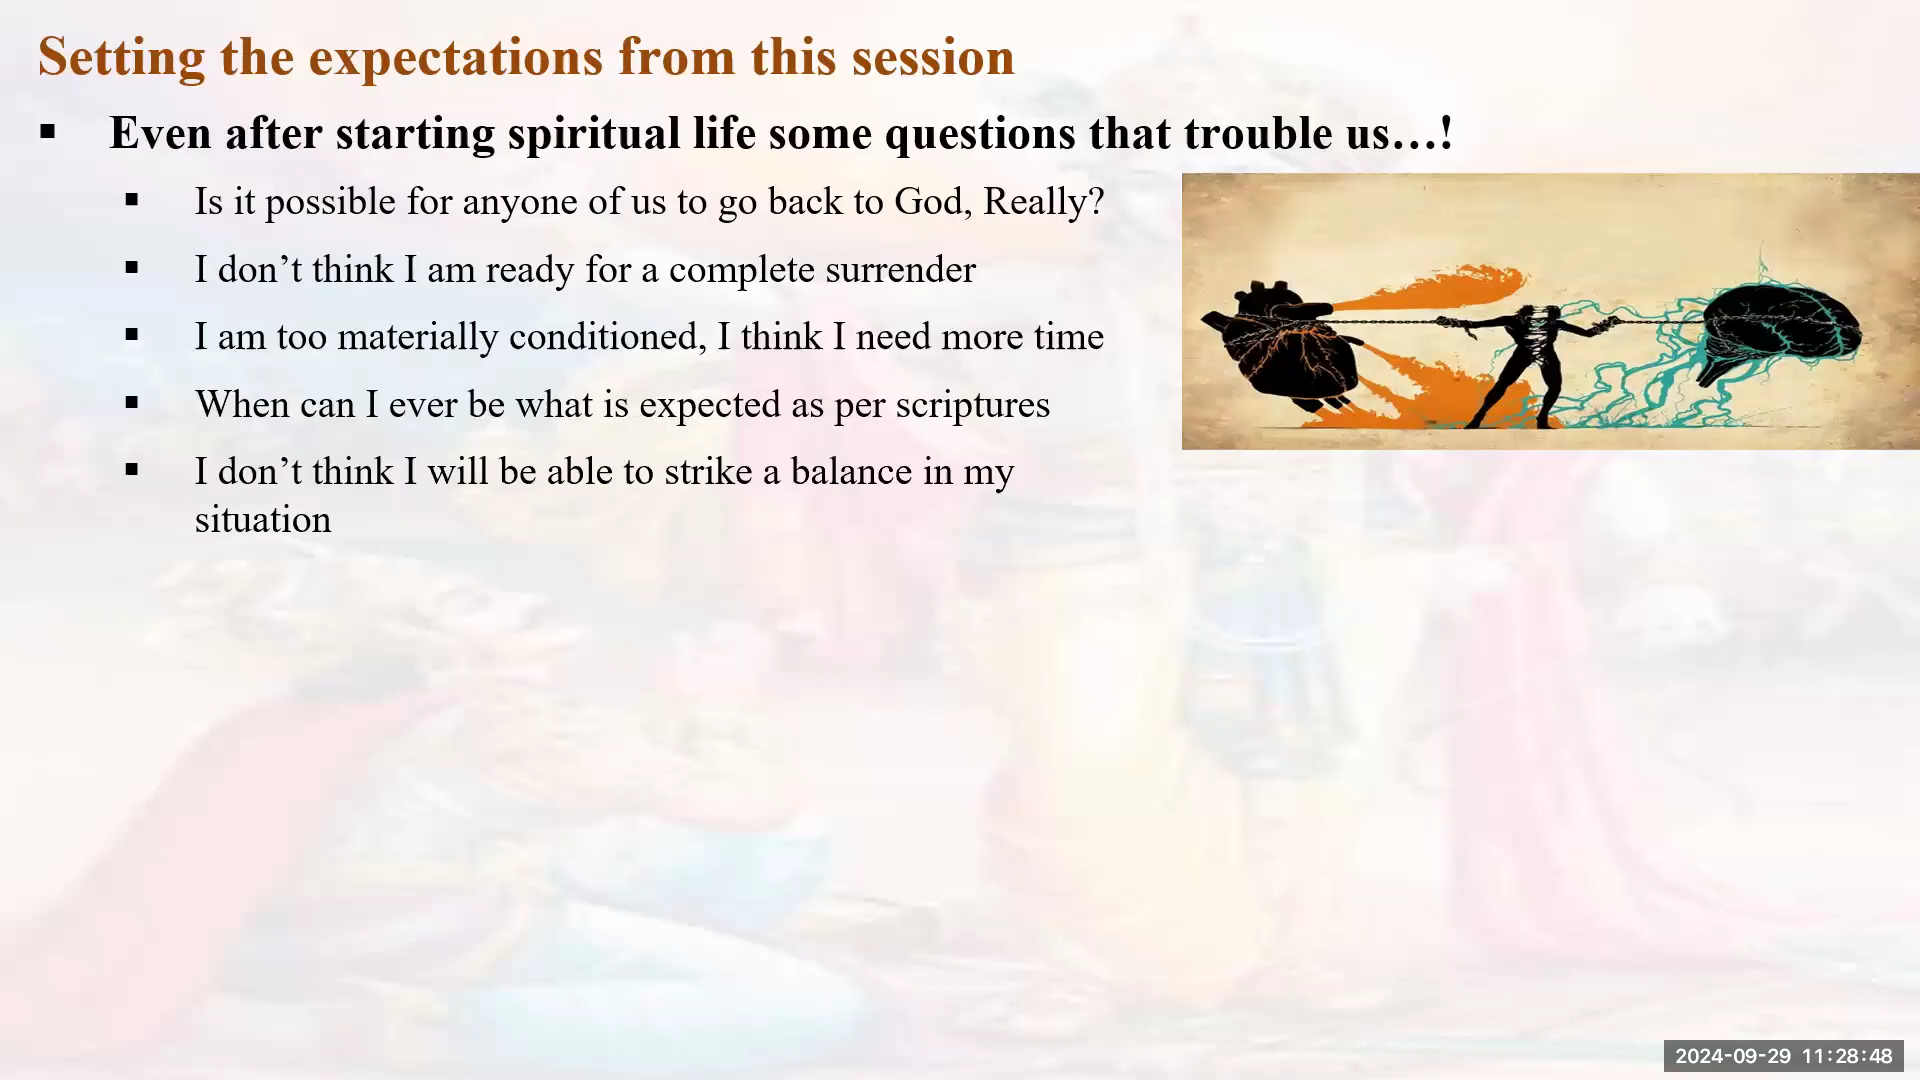 Setting the expectations from this session
▪ Even after starting spiritual life some questions that trouble us…!
▪ Is it possible for anyone of us to go back to God, Really?
▪ I don’t think I am ready for a complete surrender
▪ I am too materially conditioned, I think I need more time
▪ When can I ever be what is expected as per scriptures
▪ I don’t think I will be able to strike a balance in my
situation
2024-09-29 11:28:48